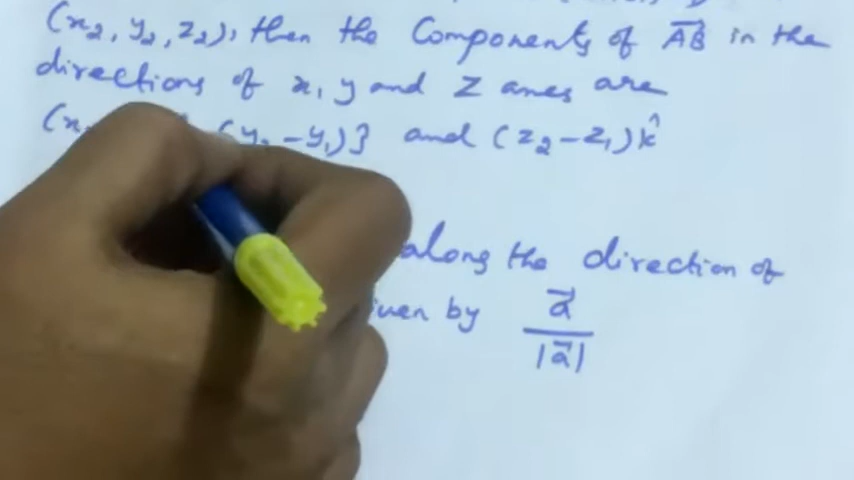 (x₂, y₂, z₂), then the Components of →AB in the
directions of x, y and Z axes are
(y₂ - y₁)ĵ and (z₂ - z₁)k̂
along the direction of
by →a / |→a|